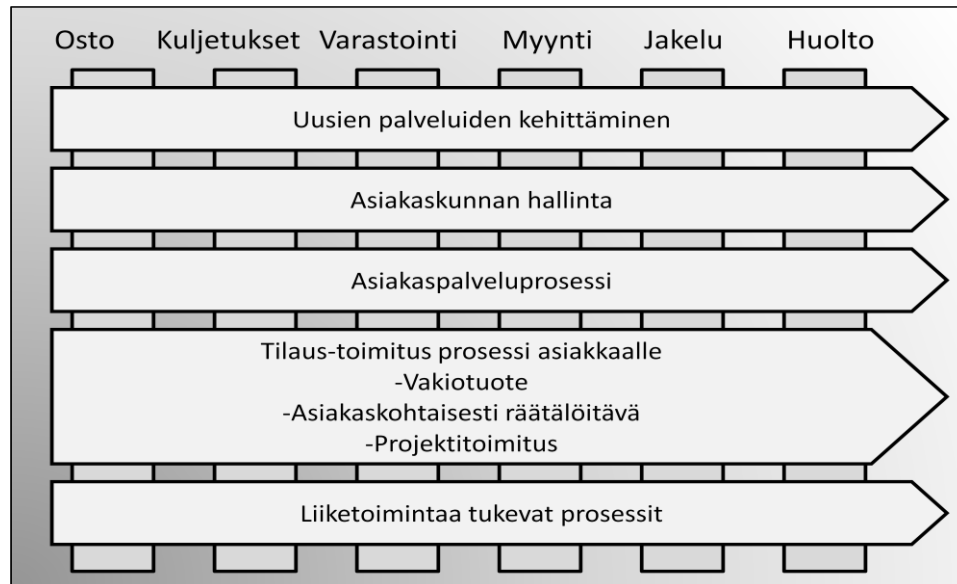 Osto Kuljetukset Varastointi Myynti Jakelu Huolto
Uusien palveluiden kehittäminen
Asiakaskunnan hallinta
Asiakaspalveluprosessi
Tilaus-toimitus prosessi asiakkaalle
-Vakiotuote
-Asiakaskohtaisesti räätälöitävä
-Projektitoimitus
Liiketoimintaa tukevat prosessit